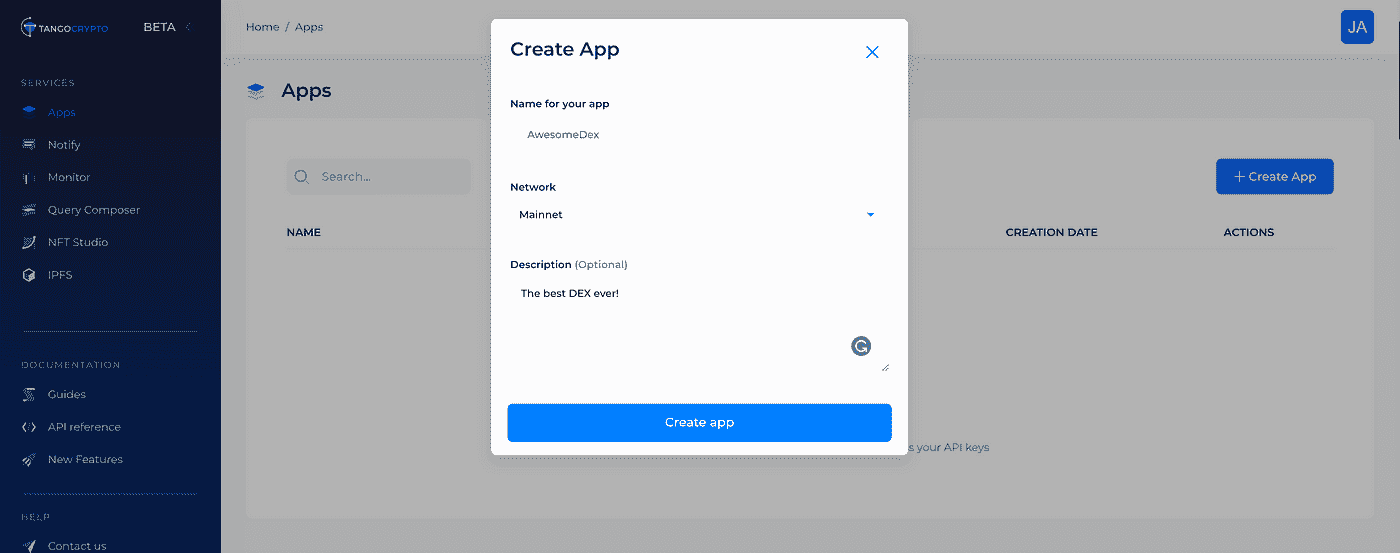 TANGOCRYPTO
BETA
SERVICES
Apps
Notify
Monitor
Query Composer
NFT Studio
IPFS
DOCUMENTATION
Guides
API reference
New Features
HELP
Contact us
Home / Apps
JA
Apps
Search...
+ Create App
NAME
CREATION DATE
ACTIONS
your API keys
Create App
Name for your app
AwesomeDex
Network
Mainnet
Description (Optional)
The best DEX ever!
Create app